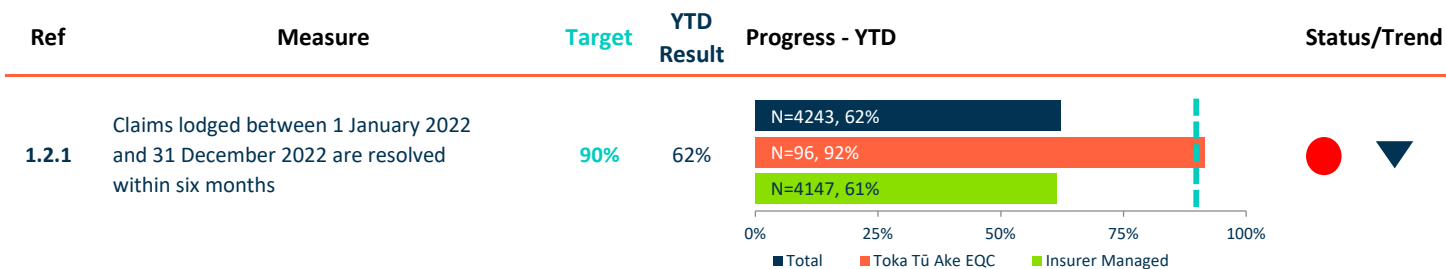 Ref Measure Target YTD Result Progress - YTD Status/Trend
1.2.1
Claims lodged between 1 January 2022
and 31 December 2022 are resolved
within six months
90%
62%
N=4243, 62%
N=96, 92%
N=4147, 61%
0% 25% 50% 75% 100%
Total Toka Tū Ake EQC Insurer Managed